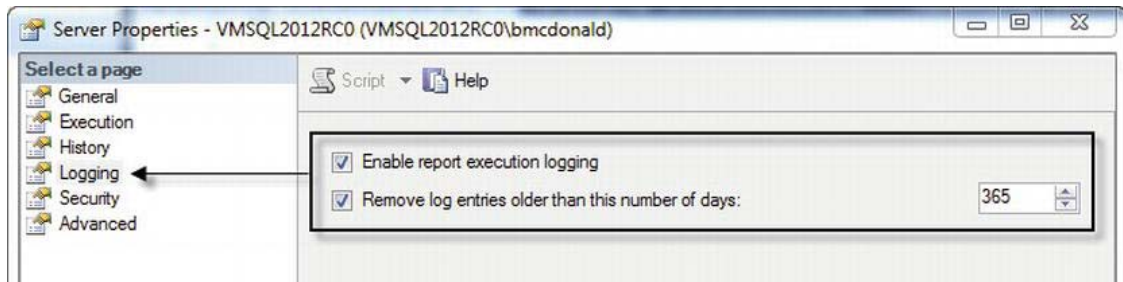 Server Properties - VMSQL2012RC0 (VMSQL2012RC0\bmcdonald)
Select a page
General
Execution
History
Logging
Security
Advanced
Script
Help
Enable report execution logging
Remove log entries older than this number of days:
365